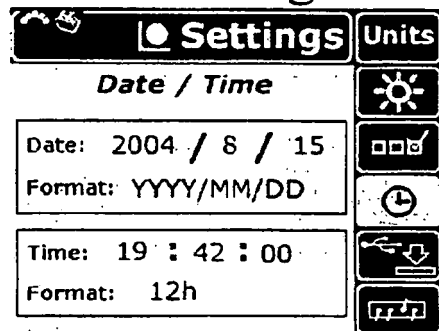 Settings
Units
Date / Time
Date: 2004 / 8 / 15
Format: YYYY/MM/DD
Time: 19 : 42 : 00
Format: 12h